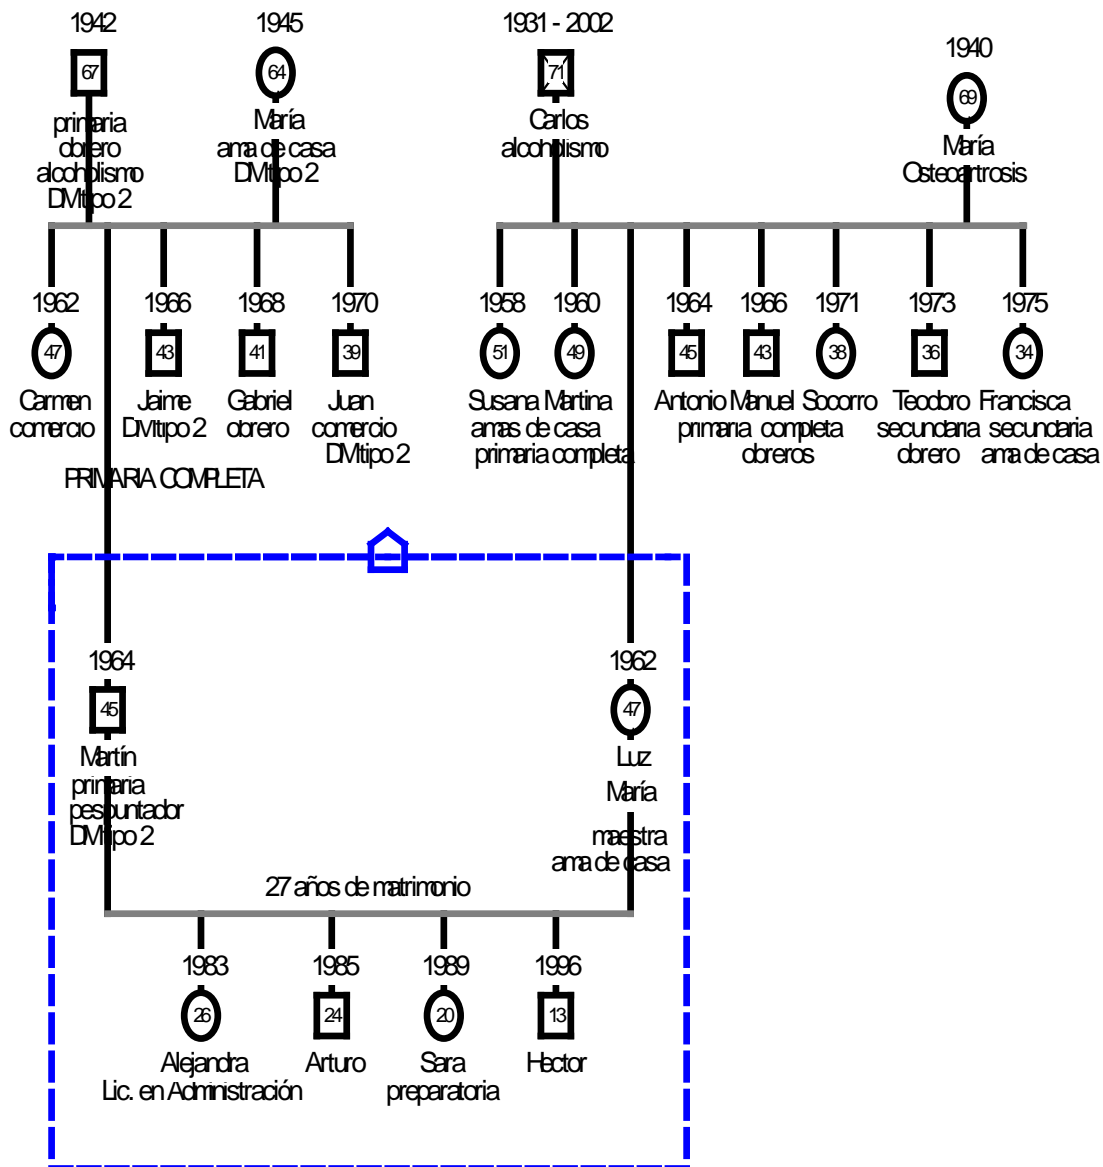 1942
1945
1931 - 2002
1940
67
64
71
69
primaria
obrero
alcoholismo
DM tipo 2
María
ama de casa
DM tipo 2
Carlos
alcoholismo
María
Osteoartrosis
1962
1966
1968
1970
1958
1960
1964
1966
1971
1973
1975
47
43
41
39
51
49
45
43
38
36
34
Carmen
comercio
Jaime
DM tipo 2
Gabriel
obrero
Juan
comercio
DM tipo 2
Susana Martina
amas de casa
primaria completa
Antonio Manuel Socorro
primaria completa
obreros
Teodoro
secundaria
obrero
Francisca
secundaria
ama de casa
PRIMARIA COMPLETA
1964
1962
45
47
Martín
primaria
pespuntador
DM tipo 2
Luz
María
maestra
ama de casa
27 años de matrimonio
1983
1985
1989
1996
26
24
20
13
Alejandra
Lic. en Administración
Arturo
Sara
preparatoria
Hector